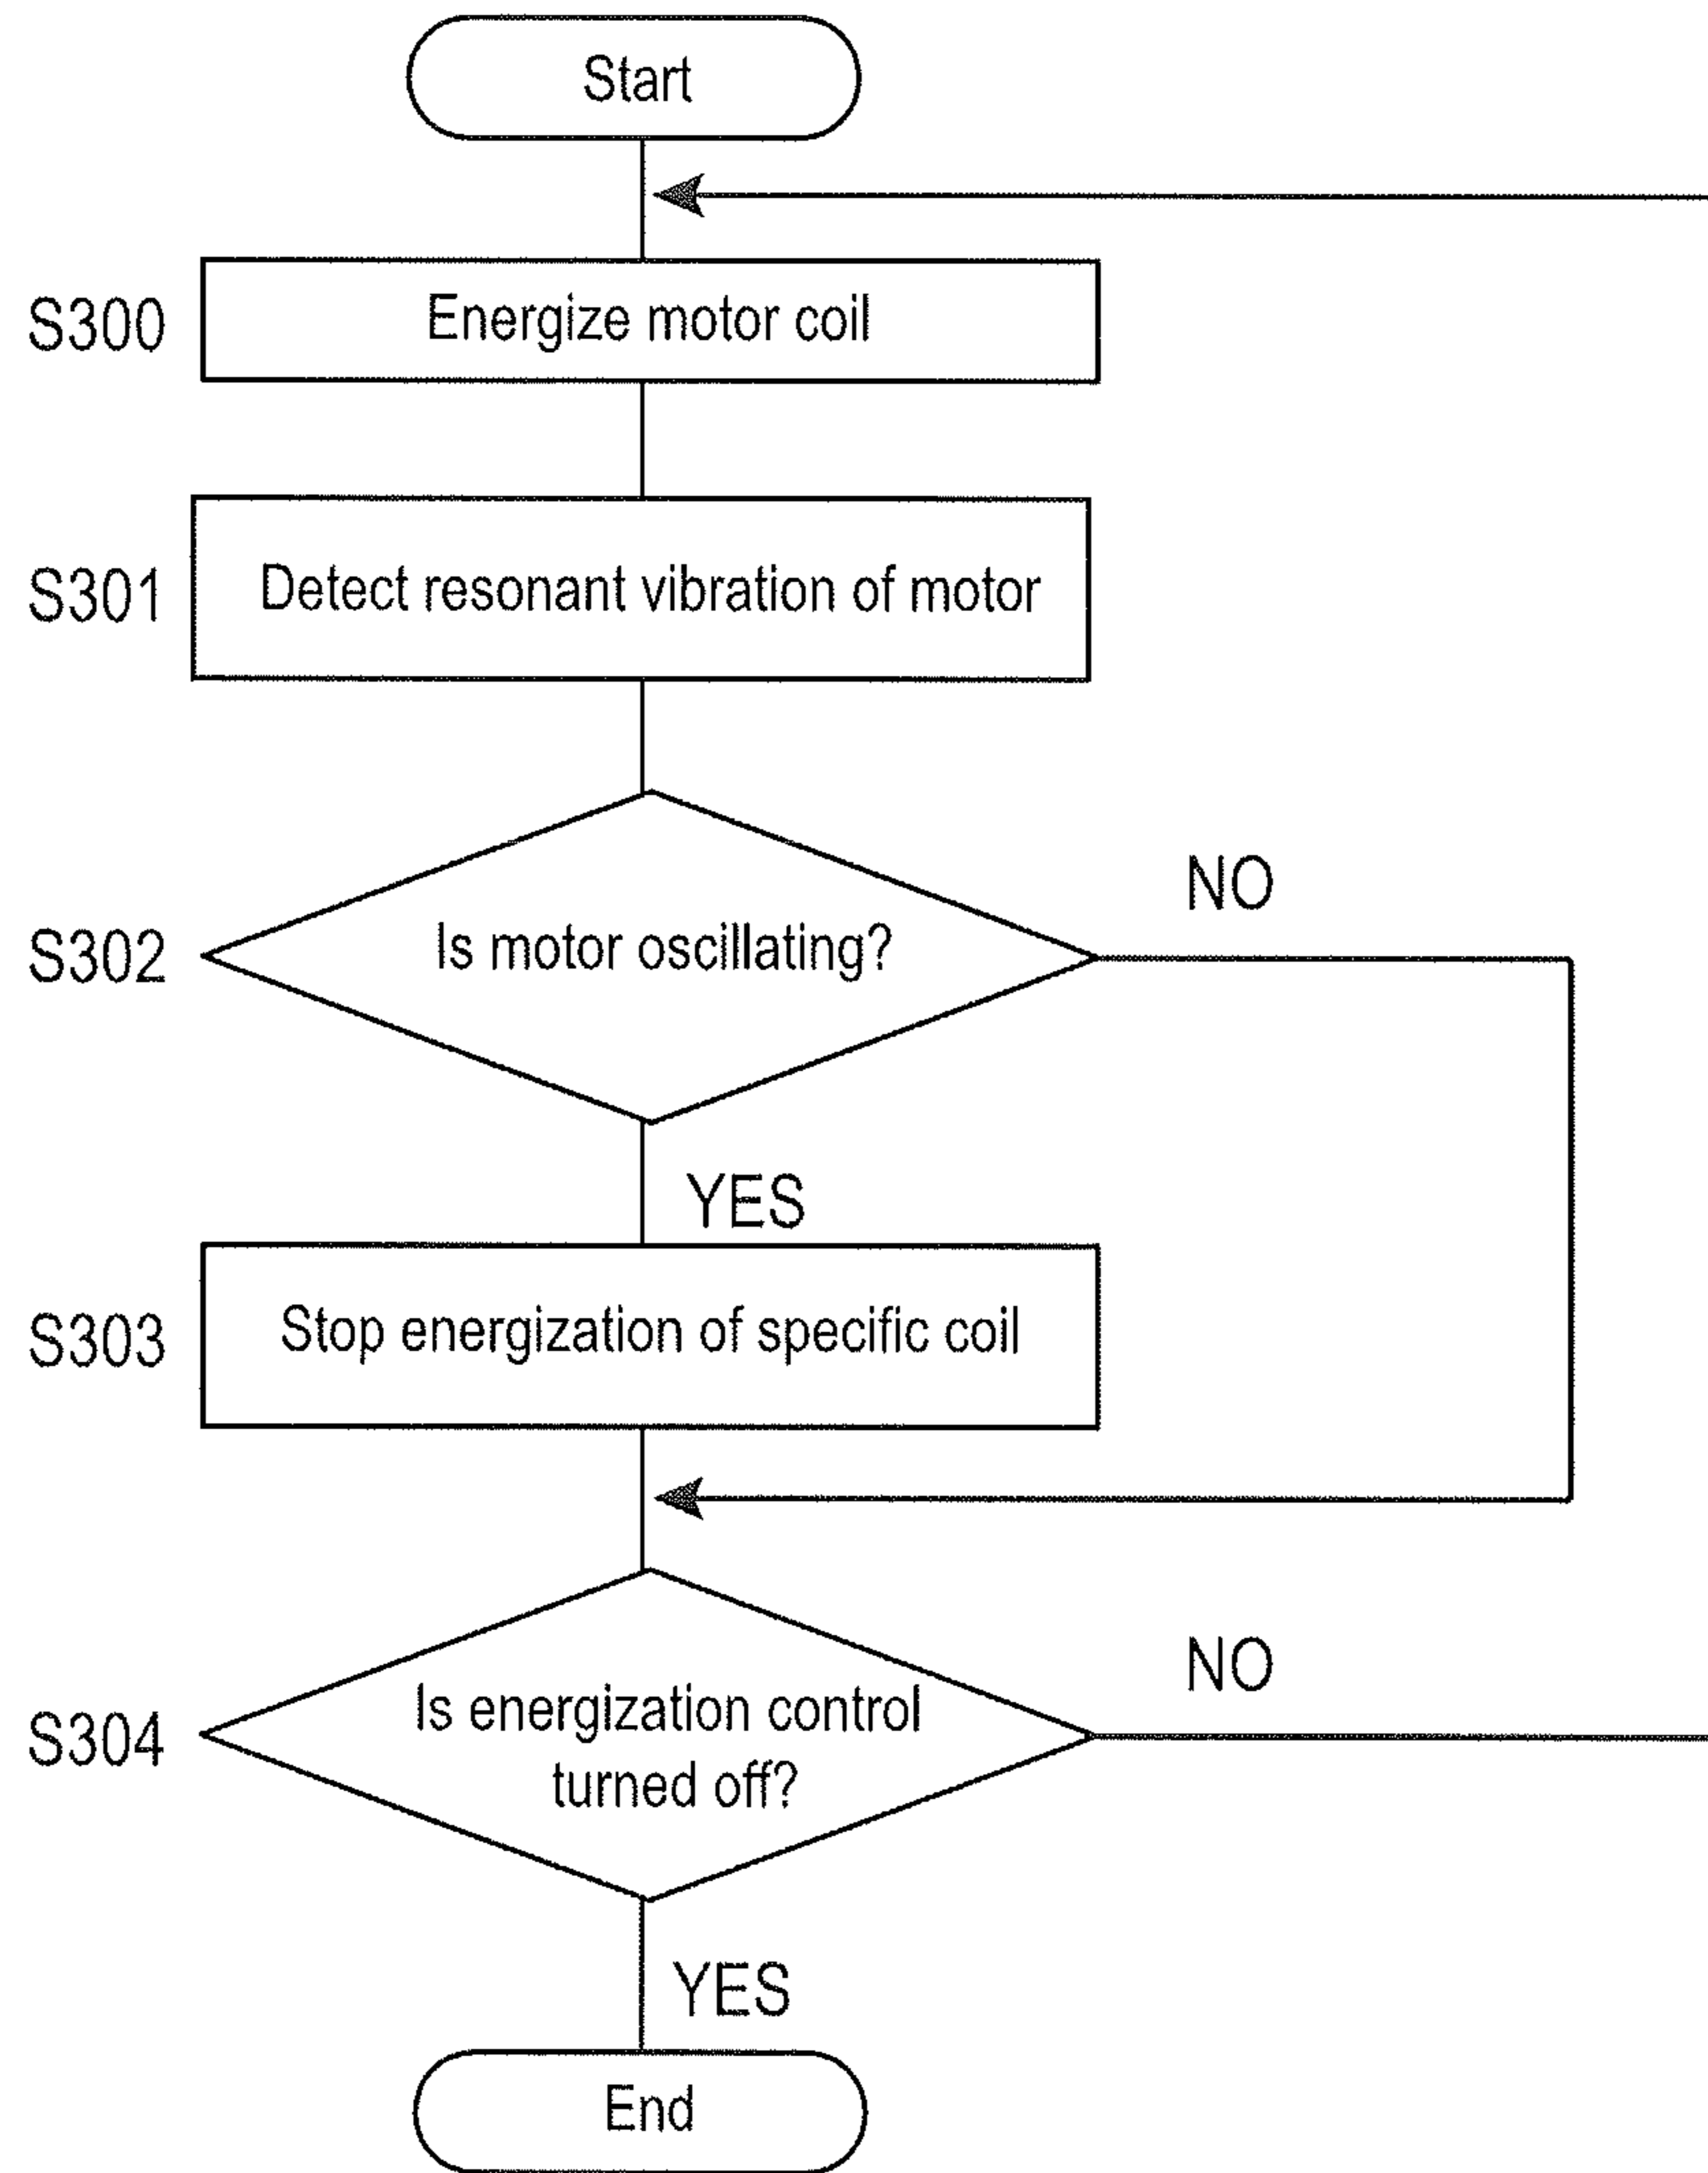 Start
S300
Energize motor coil
S301
Detect resonant vibration of motor
NO
S302
Is motor oscillating?
YES
S303
Stop energization of specific coil
NO
S304
Is energization control
turned off?
YES
End